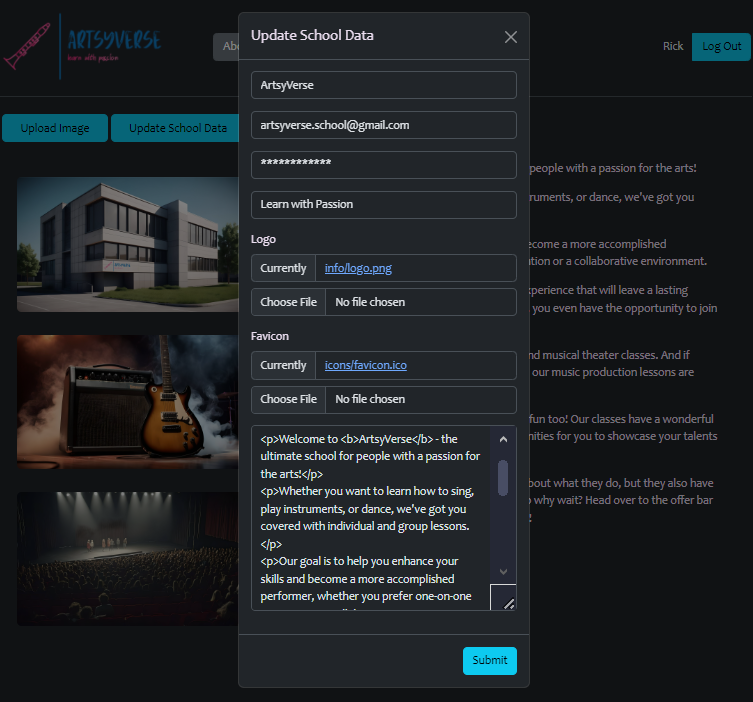 ARTSYVERSE
learn with passion
Abo
Rick
Log Out
Upload Image
Update School Data
Update School Data
ArtsyVerse
artsyverse.school@gmail.com
************
Learn with Passion
Logo
Currently
info/logo.png
Choose File
No file chosen
Favicon
Currently
icons/favicon.ico
Choose File
No file chosen
<p>Welcome to <b>ArtsyVerse</b> - the
ultimate school for people with a passion for
the arts!</p>
<p>Whether you want to learn how to sing,
play instruments, or dance, we've got you
covered with individual and group lessons.
</p>
<p>Our goal is to help you enhance your
skills and become a more accomplished
performer, whether you prefer one-on-one
Submit
people with a passion for the arts!
ruments, or dance, we've got you
ecome a more accomplished
tion or a collaborative environment.
xperience that will leave a lasting
you even have the opportunity to join
nd musical theater classes. And if
our music production lessons are
fun too! Our classes have a wonderful
nities for you to showcase your talents
bout what they do, but they also have
why wait? Head over to the offer bar
!